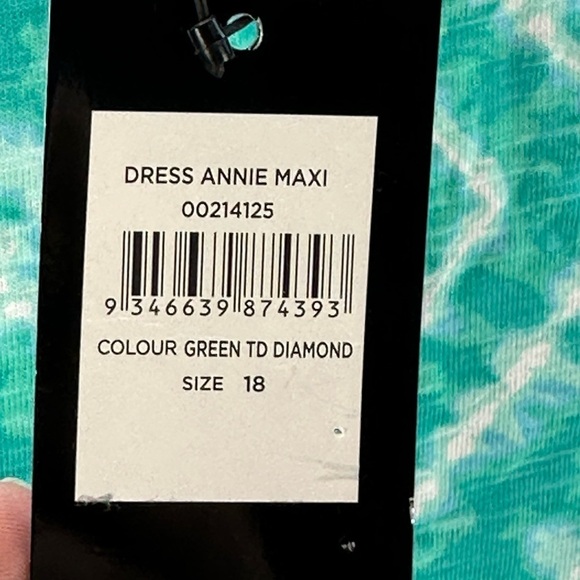 DRESS ANNIE MAXI
00214125
9 346639 874393
COLOUR GREEN TD DIAMOND
SIZE 18